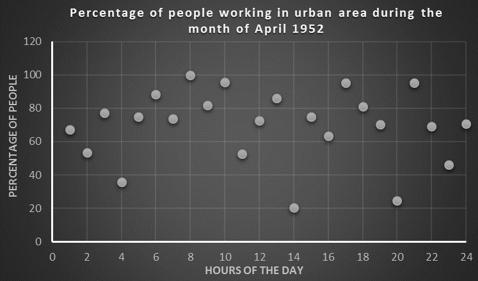 Percentage of people working in urban area during the
month of April 1952
120
100
80
60
40
20
0
PERCENTAGE OF PEOPLE
0 2 4 6 8 10 12 14 16 18 20 22 24
HOURS OF THE DAY